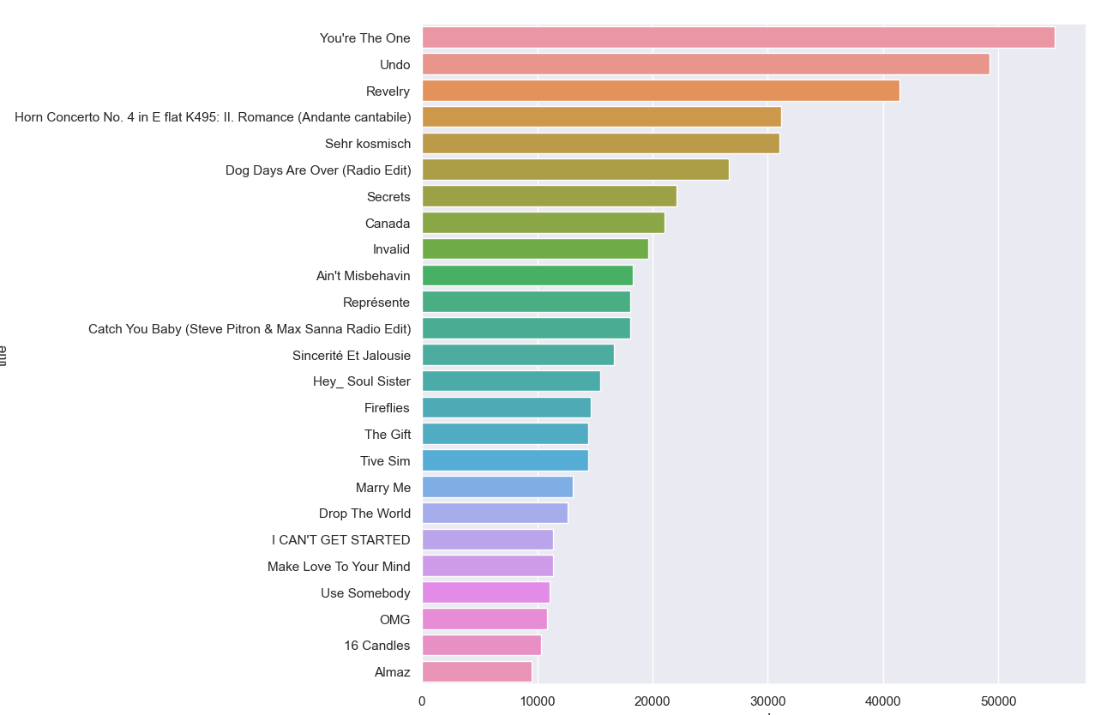 You're The One
Undo
Revelry
Horn Concerto No. 4 in E flat K495: II. Romance (Andante cantabile)
Sehr kosmisch
Dog Days Are Over (Radio Edit)
Secrets
Canada
Invalid
Ain't Misbehavin
Représente
Catch You Baby (Steve Pitron & Max Sanna Radio Edit)
title
Sincerité Et Jalousie
Hey_ Soul Sister
Fireflies
The Gift
Tive Sim
Marry Me
Drop The World
I CAN'T GET STARTED
Make Love To Your Mind
Use Somebody
OMG
16 Candles
Almaz
0 10000 20000 30000 40000 50000